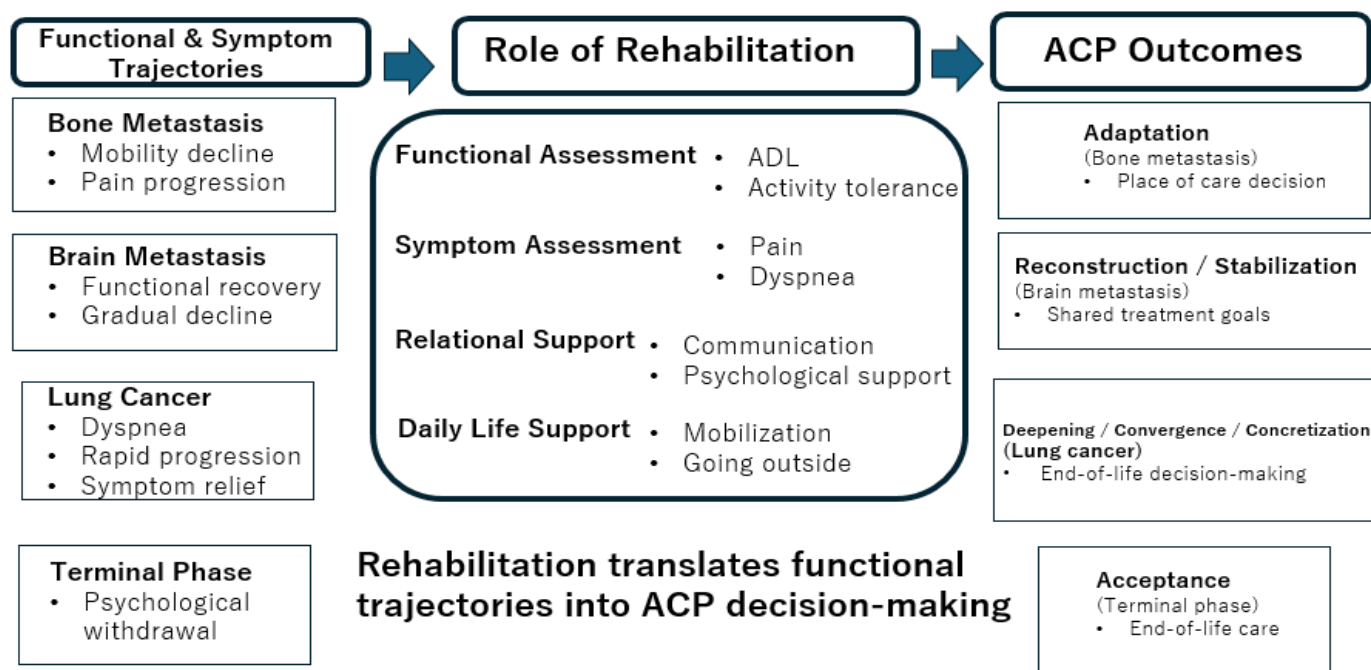 Functional & Symptom
Trajectories
Role of Rehabilitation
ACP Outcomes
Bone Metastasis
• Mobility decline
• Pain progression
Brain Metastasis
• Functional recovery
• Gradual decline
Lung Cancer
• Dyspnea
• Rapid progression
• Symptom relief
Terminal Phase
• Psychological
withdrawal
Functional Assessment • ADL
• Activity tolerance
Symptom Assessment • Pain
• Dyspnea
Relational Support • Communication
• Psychological support
Daily Life Support • Mobilization
• Going outside
Rehabilitation translates functional
trajectories into ACP decision-making
Adaptation
(Bone metastasis)
• Place of care decision
Reconstruction / Stabilization
(Brain metastasis)
• Shared treatment goals
Deepening / Convergence / Concretization
(Lung cancer)
• End-of-life decision-making
Acceptance
(Terminal phase)
• End-of-life care